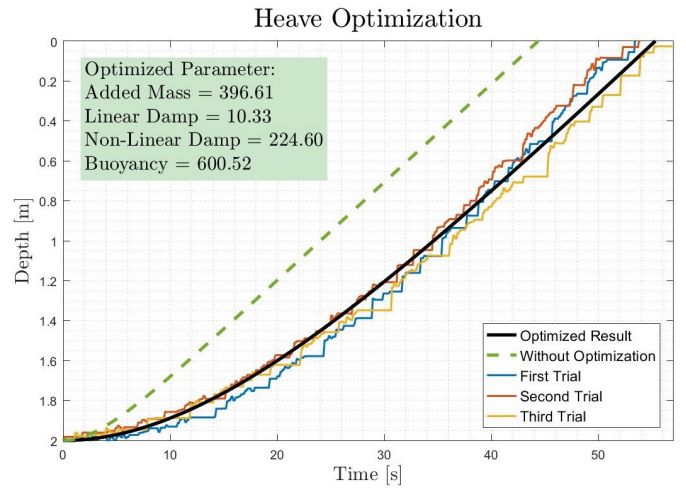 Heave Optimization
Optimized Parameter:
Added Mass = 396.61
Linear Damp = 10.33
Non-Linear Damp = 224.60
Buoyancy = 600.52
Depth [m]
0
0.2
0.4
0.6
0.8
1
1.2
1.4
1.6
1.8
2
Optimized Result
Without Optimization
First Trial
Second Trial
Third Trial
0 10 20 30 40 50
Time [s]